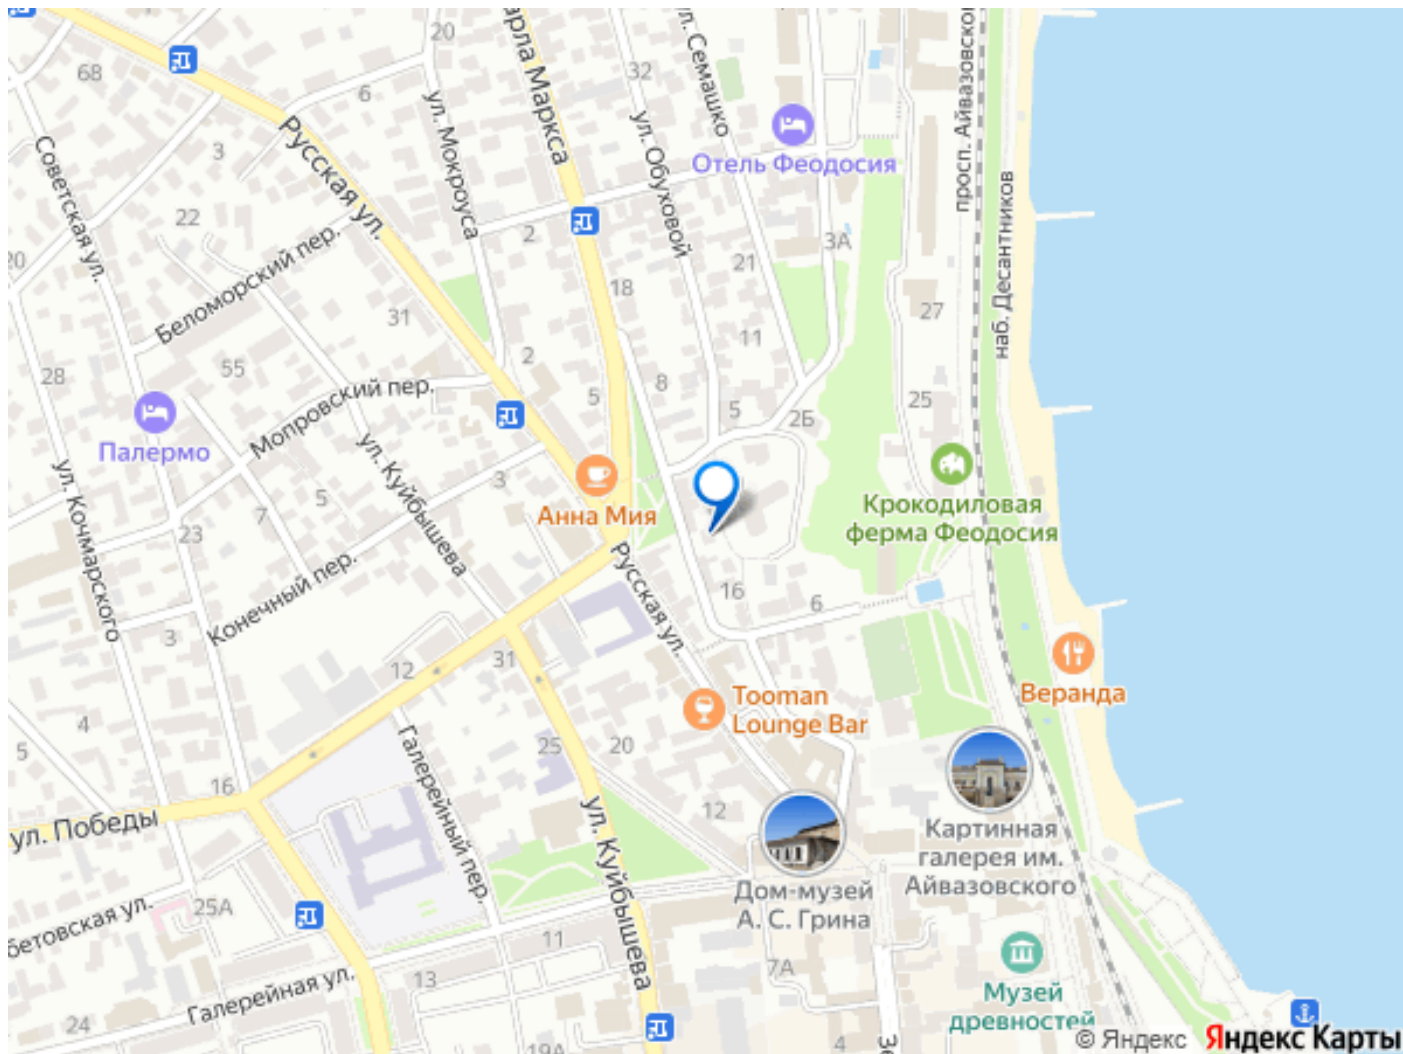 20
арла Маркса
ул. Семашко
просп. Айвазовско
68
6
32
ул. Мокроуса
Отель Феодосия
Русская ул.
3
Советская ул.
ул. Обуховой
наб. Десантников
22
2
3А
20
21
Беломорский пер.
18
27
31
11
2
55
28
8
Мопровский пер.
5
25
5
2Б
Палермо
ул. Куйбышева
3
ул. Кочмарского
5
7
Анна Мия
Крокодиловая
ферма Феодосия
23
Конечный пер.
Русская ул.
16
6
3
31
12
Веранда
Tooman
Lounge Bar
4
5
Галерейный пер.
25
20
16
12
ул. Победы
ул. Куйбышева
Картинная
галерея им.
Айвазовского
Дом-музей
А. С. Грина
25А
бетовская ул.
11
7А
13
Галерейная ул.
Музей
древностей
24
19А
4
Зе
© Яндекс
Яндекс Карты